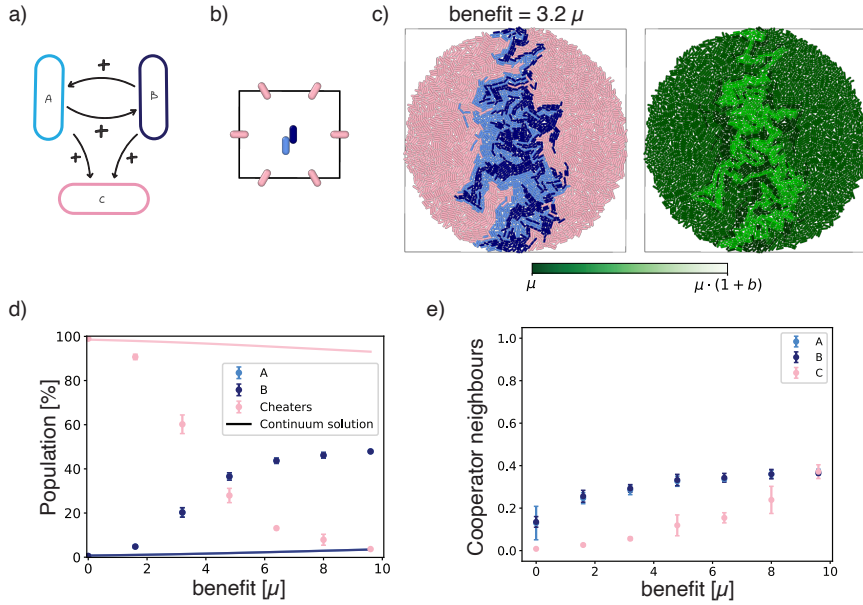 a)
+
A
B
+
+
+
C
b)
c)
benefit = 3.2 μ
μ
μ·(1+b)
d)
Population [%]
100
80
60
40
20
0
A
B
Cheaters
Continuum solution
0
2
4
6
8
10
benefit [μ]
e)
Cooperator neighbours
1.0
0.8
0.6
0.4
0.2
0.0
A
B
C
0
2
4
6
8
10
benefit [μ]